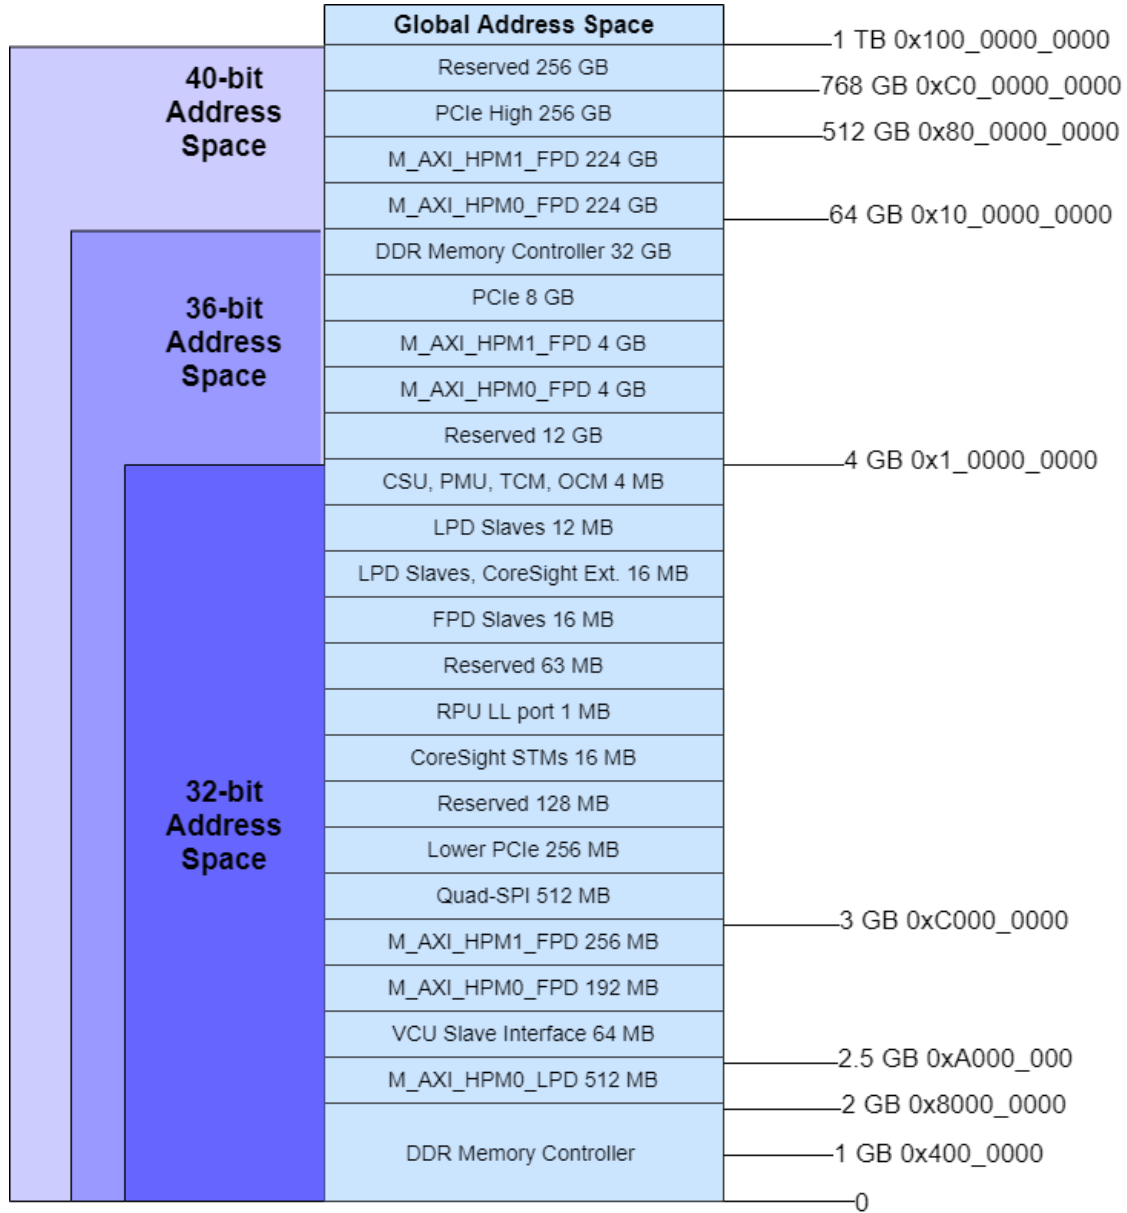 Global Address Space
1 TB 0x100_0000_0000
40-bit
Address
Space
Reserved 256 GB
768 GB 0xC0_0000_0000
PCIe High 256 GB
512 GB 0x80_0000_0000
M_AXI_HPM1_FPD 224 GB
M_AXI_HPM0_FPD 224 GB
64 GB 0x10_0000_0000
36-bit
Address
Space
DDR Memory Controller 32 GB
PCIe 8 GB
M_AXI_HPM1_FPD 4 GB
M_AXI_HPM0_FPD 4 GB
Reserved 12 GB
4 GB 0x1_0000_0000
32-bit
Address
Space
CSU, PMU, TCM, OCM 4 MB
LPD Slaves 12 MB
LPD Slaves, CoreSight Ext. 16 MB
FPD Slaves 16 MB
Reserved 63 MB
RPU LL port 1 MB
CoreSight STMs 16 MB
Reserved 128 MB
Lower PCIe 256 MB
Quad-SPI 512 MB
3 GB 0xC000_0000
M_AXI_HPM1_FPD 256 MB
M_AXI_HPM0_FPD 192 MB
VCU Slave Interface 64 MB
2.5 GB 0xA000_000
M_AXI_HPM0_LPD 512 MB
2 GB 0x8000_0000
DDR Memory Controller
1 GB 0x400_0000
0